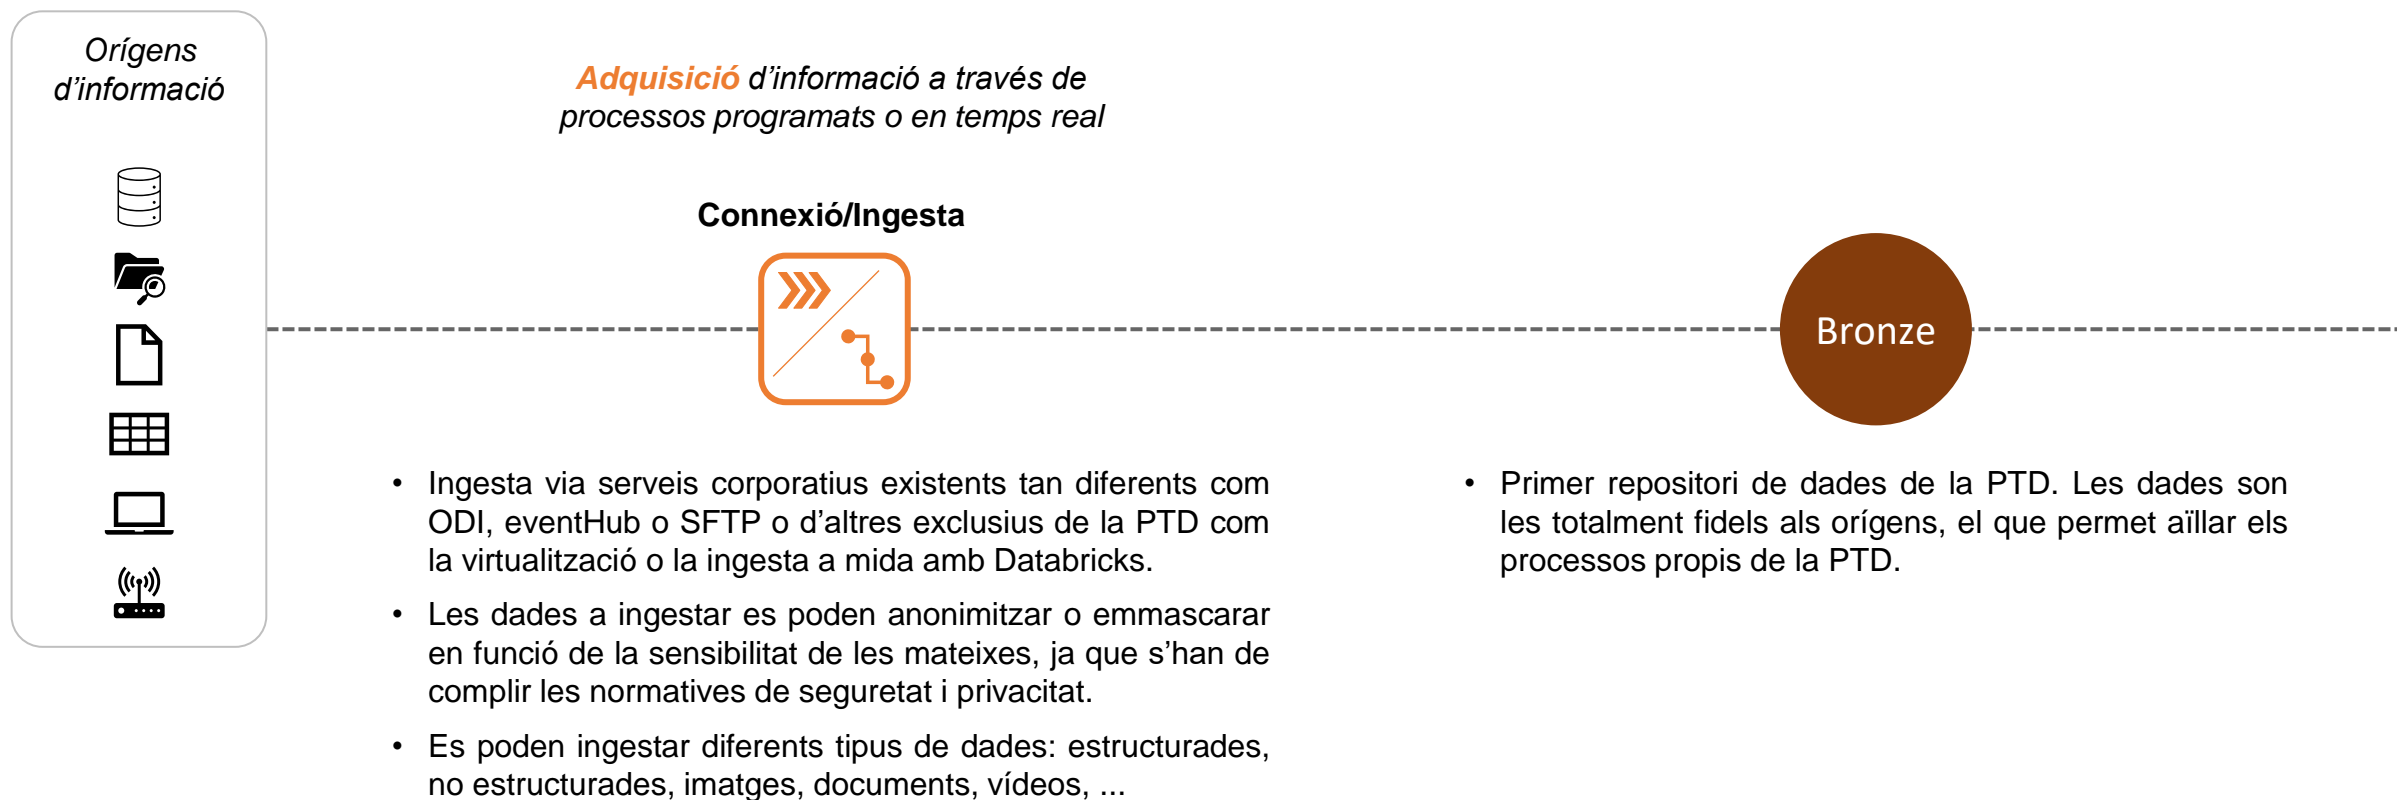 Orígens
d’informació
Adquisició d’informació a través de
processos programats o en temps real
Connexió/Ingesta
Bronze
• Ingesta via serveis corporatius existents tan diferents com
ODI, eventHub o SFTP o d’altres exclusius de la PTD com
la virtualització o la ingesta a mida amb Databricks.
• Les dades a ingestar es poden anonimitzar o emmascarar
en funció de la sensibilitat de les mateixes, ja que s’han de
complir les normatives de seguretat i privacitat.
• Es poden ingestar diferents tipus de dades: estructurades,
no estructurades, imatges, documents, vídeos, ...
• Primer repositori de dades de la PTD. Les dades son
les totalment fidels als orígens, el que permet aïllar els
processos propis de la PTD.